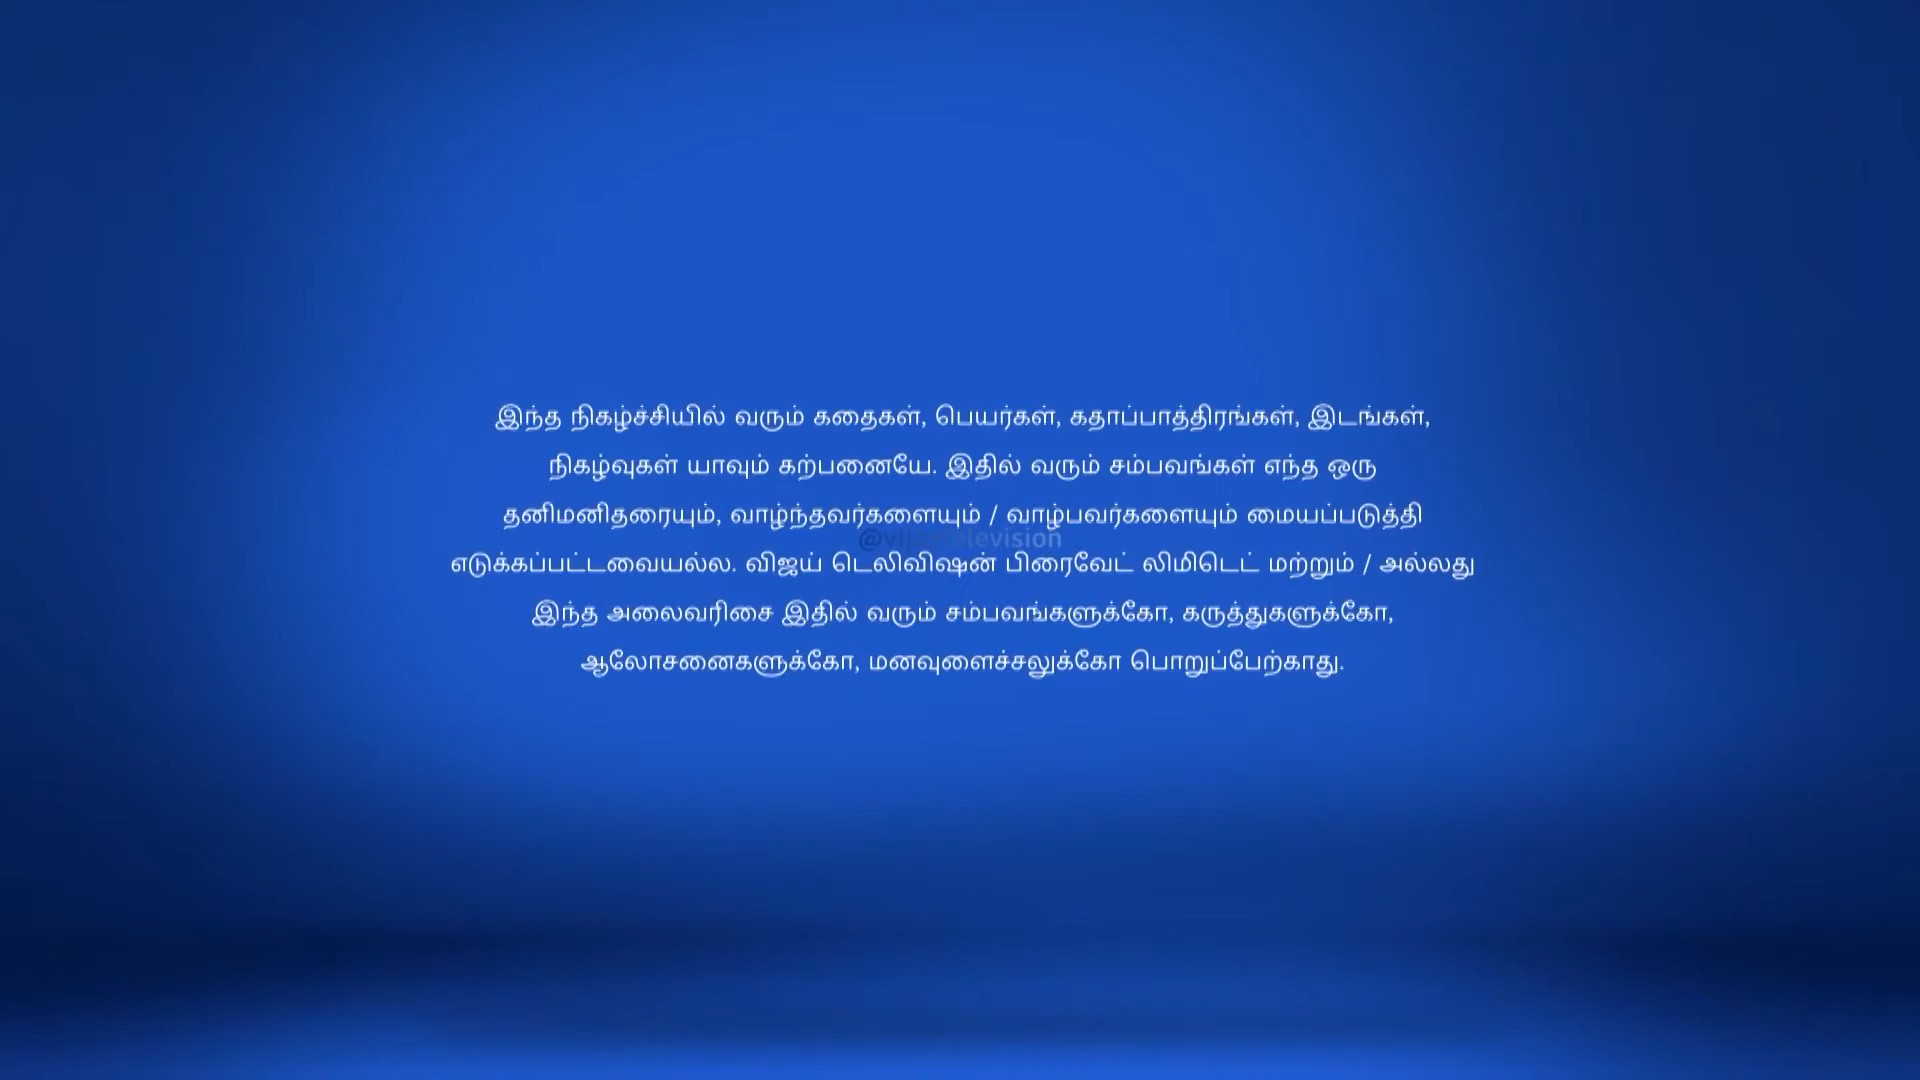 இந்த நிகழ்ச்சியில் வரும் கதைகள், பெயர்கள், கதாப்பாத்திரங்கள், இடங்கள்,
நிகழ்வுகள் யாவும் கற்பனையே. இதில் வரும் சம்பவங்கள் எந்த ஒரு
தனிமனிதரையும், வாழ்ந்தவர்களையும் / வாழ்பவர்களையும் மையப்படுத்தி
@vijaytelevision
எடுக்கப்பட்டவையல்ல. விஜய் டெலிவிஷன் பிரைவேட் லிமிடெட் மற்றும் / அல்லது
இந்த அலைவரிசை இதில் வரும் சம்பவங்களுக்கோ, கருத்துகளுக்கோ,
ஆலோசனைகளுக்கோ, மனவுளைச்சலுக்கோ பொறுப்பேற்காது.